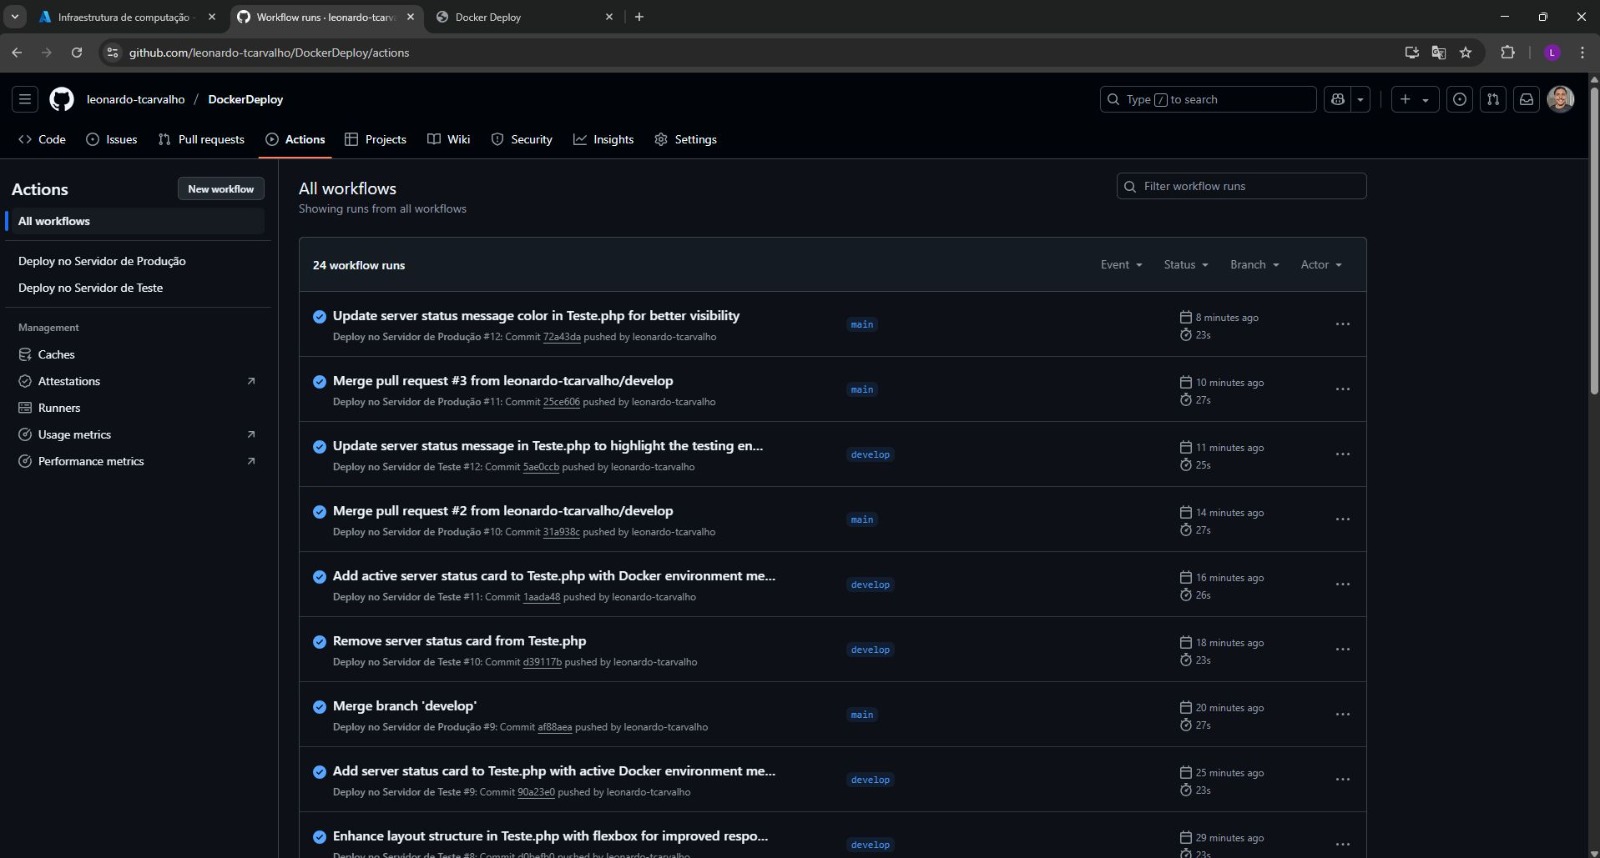 Infraestrutura de computação
Workflow runs · leonardo-tcarv
Docker Deploy
github.com/leonardo-tcarvalho/DockerDeploy/actions
L
leonardo-tcarvalho / DockerDeploy
Type / to search
Code
Issues
Pull requests
Actions
Projects
Wiki
Security
Insights
Settings
Actions
New workflow
All workflows
Deploy no Servidor de Produção
Deploy no Servidor de Teste
Management
Caches
Attestations
Runners
Usage metrics
Performance metrics
All workflows
Showing runs from all workflows
Filter workflow runs
24 workflow runs
Event
Status
Branch
Actor
Update server status message color in Teste.php for better visibility
Deploy no Servidor de Produção #12: Commit 72a43da pushed by leonardo-tcarvalho
main
8 minutes ago
23s
Merge pull request #3 from leonardo-tcarvalho/develop
Deploy no Servidor de Produção #11: Commit 25ce606 pushed by leonardo-tcarvalho
main
10 minutes ago
27s
Update server status message in Teste.php to highlight the testing en...
Deploy no Servidor de Teste #12: Commit 5ae0ccb pushed by leonardo-tcarvalho
develop
11 minutes ago
25s
Merge pull request #2 from leonardo-tcarvalho/develop
Deploy no Servidor de Produção #10: Commit 31a938c pushed by leonardo-tcarvalho
main
14 minutes ago
27s
Add active server status card to Teste.php with Docker environment me...
Deploy no Servidor de Teste #11: Commit 1aada48 pushed by leonardo-tcarvalho
develop
16 minutes ago
26s
Remove server status card from Teste.php
Deploy no Servidor de Teste #10: Commit d39117b pushed by leonardo-tcarvalho
develop
18 minutes ago
23s
Merge branch 'develop'
Deploy no Servidor de Produção #9: Commit af88aea pushed by leonardo-tcarvalho
main
20 minutes ago
27s
Add server status card to Teste.php with active Docker environment me...
Deploy no Servidor de Teste #9: Commit 90a23e0 pushed by leonardo-tcarvalho
develop
25 minutes ago
23s
Enhance layout structure in Teste.php with flexbox for improved respo...
Deploy no Servidor de Teste #8: Commit d0befb0 pushed by leonardo-tcarvalho
develop
29 minutes ago
23s